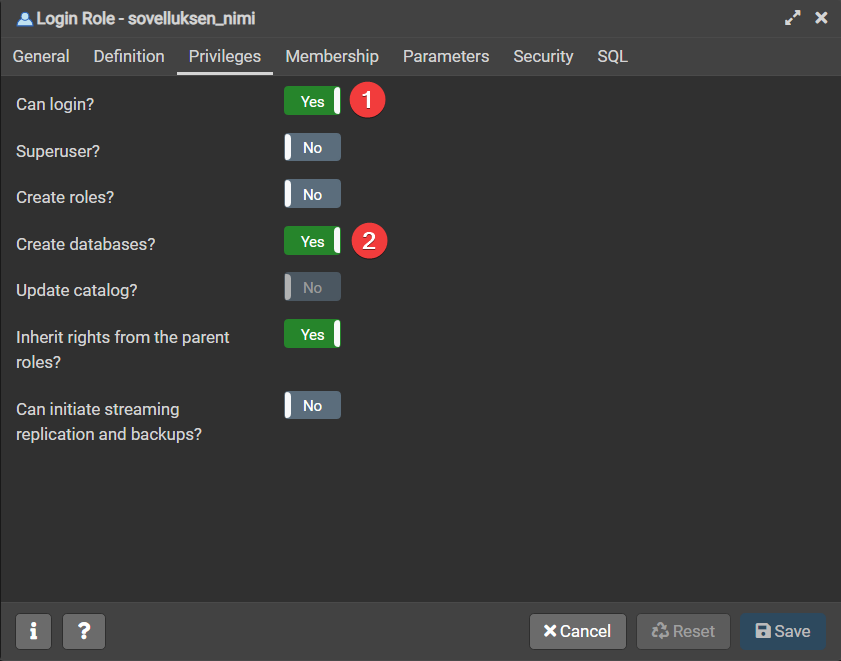 Login Role - sovelluksen_nimi
General Definition Privileges Membership Parameters Security SQL
Can login? Yes 1
Superuser? No
Create roles? No
Create databases? Yes 2
Update catalog? No
Inherit rights from the parent Yes
roles?
Can initiate streaming No
replication and backups?
i ? Cancel Reset Save